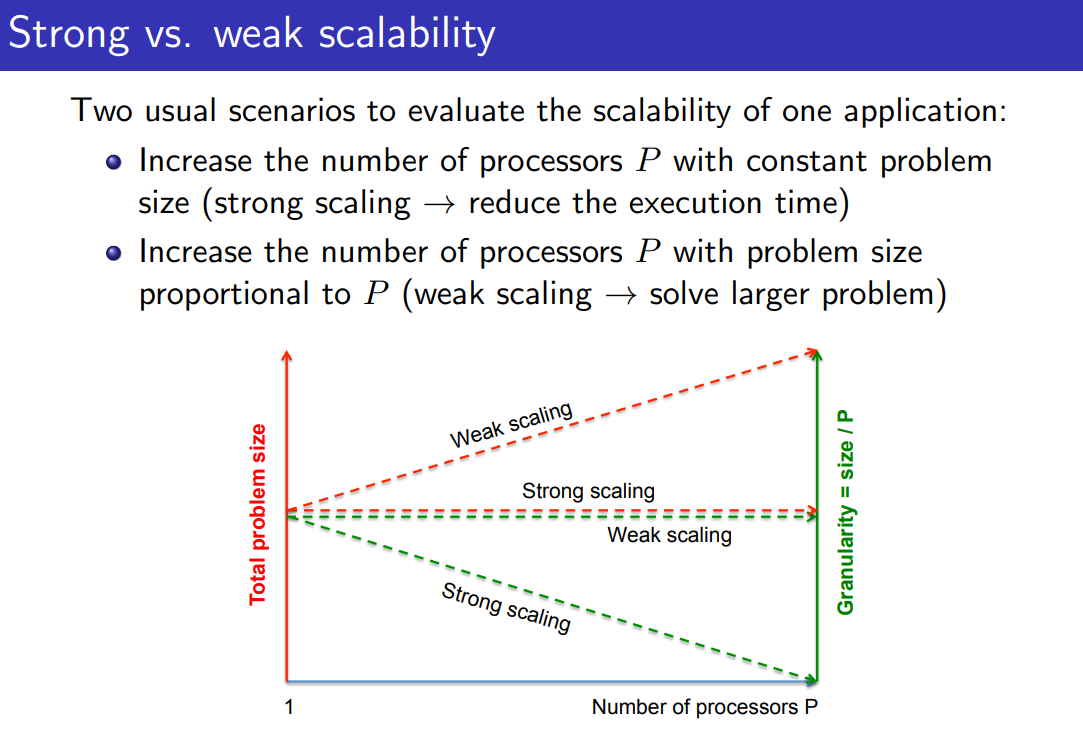 Strong vs. weak scalability
Two usual scenarios to evaluate the scalability of one application:
Increase the number of processors P with constant problem
size (strong scaling → reduce the execution time)
Increase the number of processors P with problem size
proportional to P (weak scaling → solve larger problem)
Weak scaling
Total problem size
Strong scaling
Weak scaling
Granularity = size / P
Strong scaling
1
Number of processors P